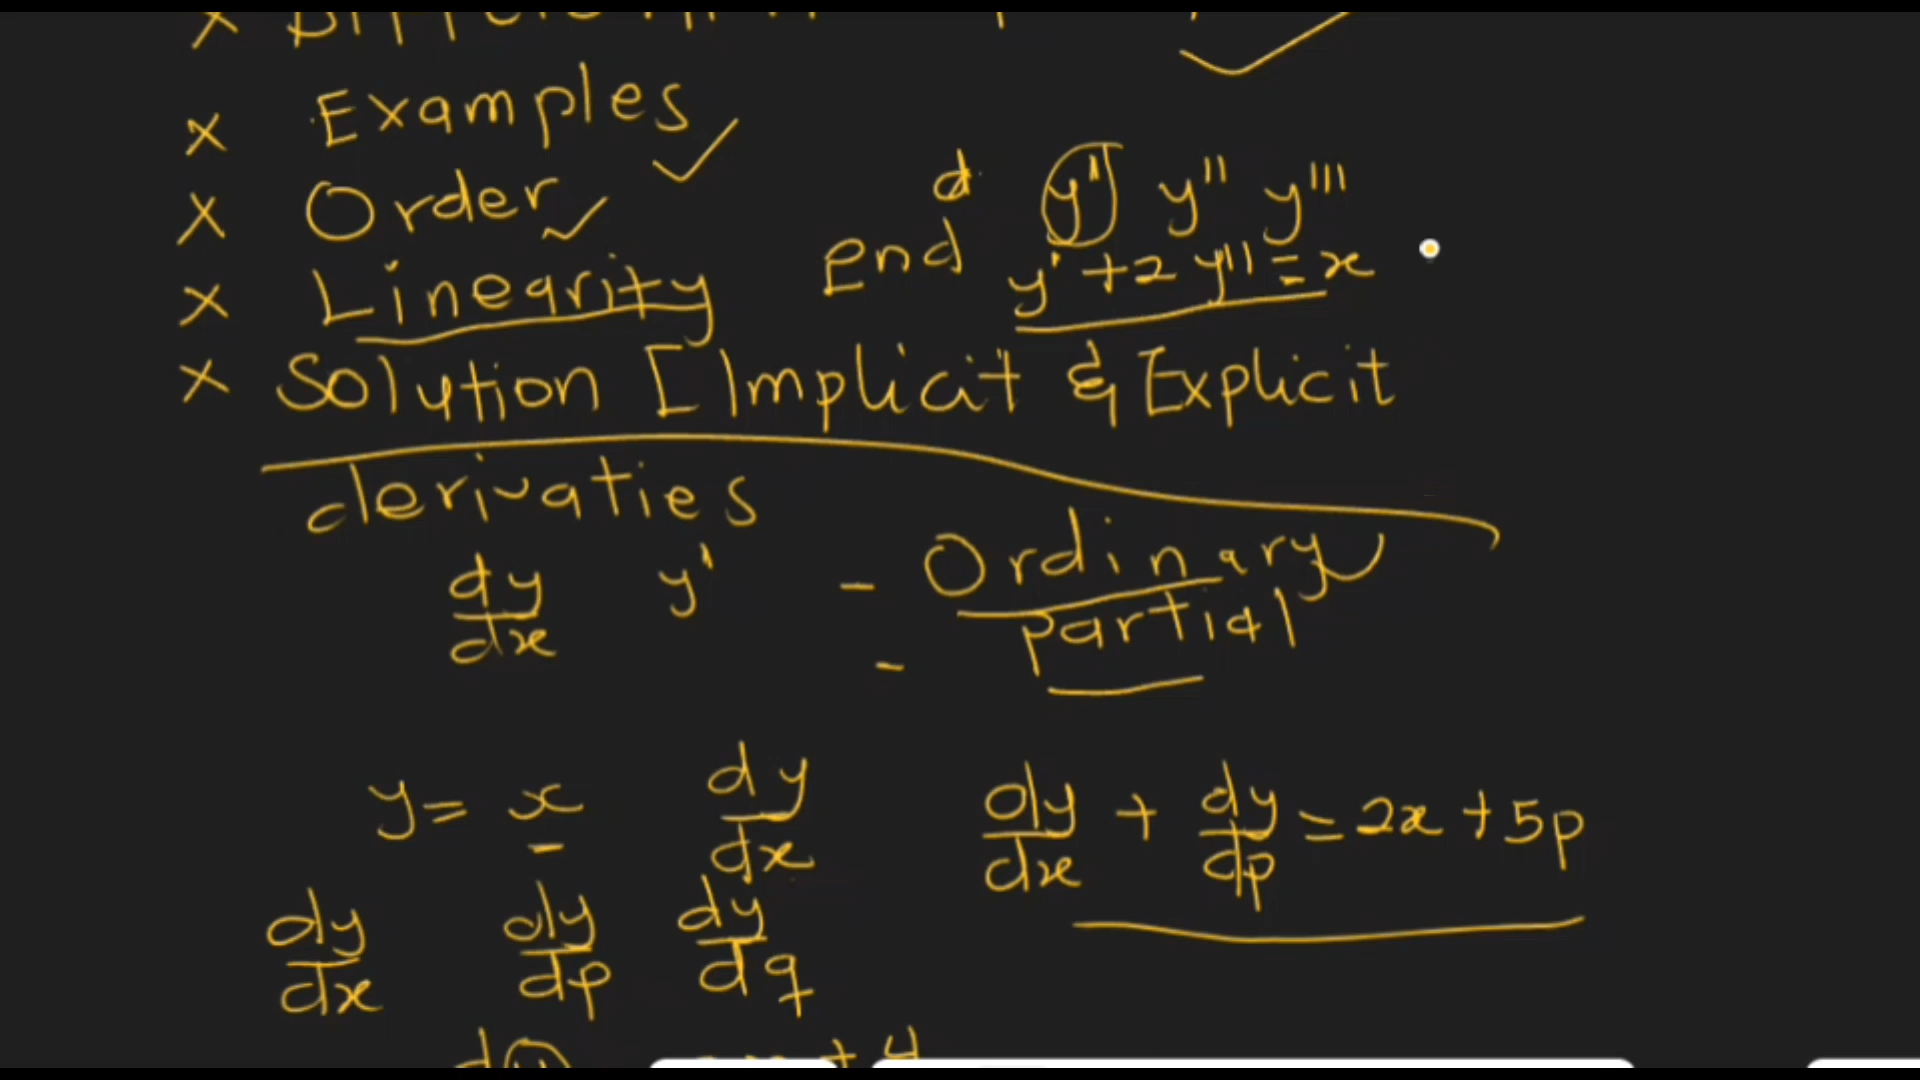 x
x Examples
x Order
d y' y'' y'''
x Linearity
end y' + 2y'' = x
x Solution [Implicit & Explicit
derivaties
- Ordinary
dy/dx y'
- partial
y = x dy/dx
dy/dx + dy/dp = 2x + 5p
dy/dx dy/dp dy/dq
+ 4